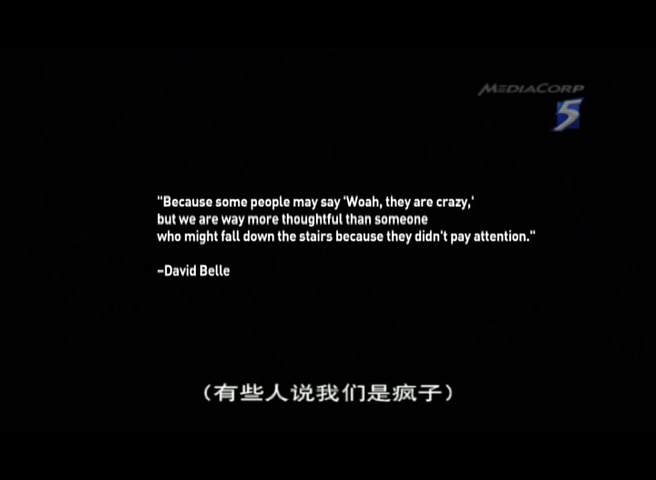 MEDIACORP
5
"Because some people may say 'Woah, they are crazy,'
but we are way more thoughtful than someone
who might fall down the stairs because they didn't pay attention."
–David Belle
（有些人说我们是疯子）